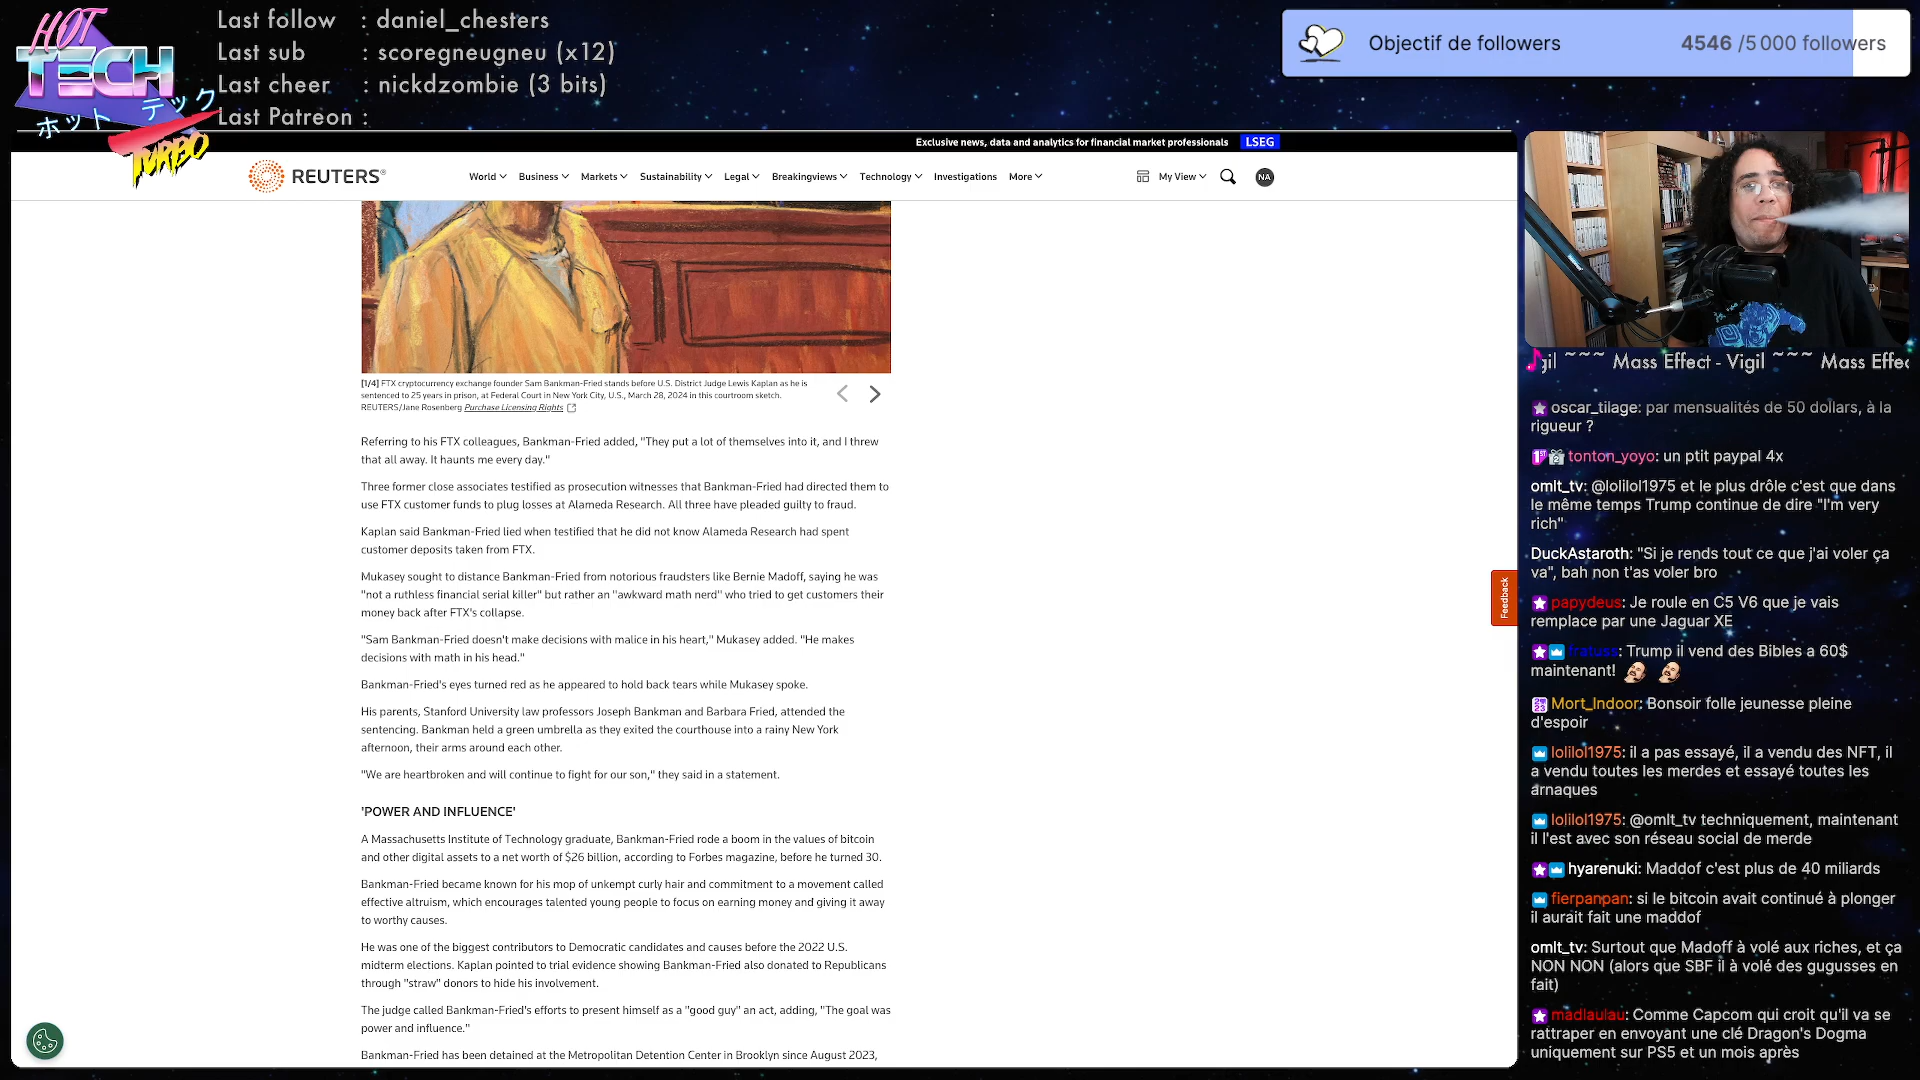 HOT
TECH
ホット テック
TURBO
Last follow : daniel_chesters
Last sub : scoregneugneu (x12)
Last cheer : nickdzombie (3 bits)
Last Patreon :
Objectif de followers 4546 /5 000 followers
Exclusive news, data and analytics for financial market professionals LSEG
REUTERS®
World Business Markets Sustainability Legal Breakingviews Technology Investigations More
My View NA
[1/4] FTX cryptocurrency exchange founder Sam Bankman-Fried stands before U.S. District Judge Lewis Kaplan as he is
sentenced to 25 years in prison, at Federal Court in New York City, U.S., March 28, 2024 in this courtroom sketch.
REUTERS/Jane Rosenberg Purchase Licensing Rights
Referring to his FTX colleagues, Bankman-Fried added, "They put a lot of themselves into it, and I threw
that all away. It haunts me every day."
Three former close associates testified as prosecution witnesses that Bankman-Fried had directed them to
use FTX customer funds to plug losses at Alameda Research. All three have pleaded guilty to fraud.
Kaplan said Bankman-Fried lied when testified that he did not know Alameda Research had spent
customer deposits taken from FTX.
Mukasey sought to distance Bankman-Fried from notorious fraudsters like Bernie Madoff, saying he was
"not a ruthless financial serial killer" but rather an "awkward math nerd" who tried to get customers their
money back after FTX's collapse.
"Sam Bankman-Fried doesn't make decisions with malice in his heart," Mukasey added. "He makes
decisions with math in his head."
Bankman-Fried's eyes turned red as he appeared to hold back tears while Mukasey spoke.
His parents, Stanford University law professors Joseph Bankman and Barbara Fried, attended the
sentencing. Bankman held a green umbrella as they exited the courthouse into a rainy New York
afternoon, their arms around each other.
"We are heartbroken and will continue to fight for our son," they said in a statement.
'POWER AND INFLUENCE'
A Massachusetts Institute of Technology graduate, Bankman-Fried rode a boom in the values of bitcoin
and other digital assets to a net worth of $26 billion, according to Forbes magazine, before he turned 30.
Bankman-Fried became known for his mop of unkempt curly hair and commitment to a movement called
effective altruism, which encourages talented young people to focus on earning money and giving it away
to worthy causes.
He was one of the biggest contributors to Democratic candidates and causes before the 2022 U.S.
midterm elections. Kaplan pointed to trial evidence showing Bankman-Fried also donated to Republicans
through "straw" donors to hide his involvement.
The judge called Bankman-Fried's efforts to present himself as a "good guy" an act, adding, "The goal was
power and influence."
Bankman-Fried has been detained at the Metropolitan Detention Center in Brooklyn since August 2023,
Feedback
gil ~~~ Mass Effect - Vigil ~~~ Mass Effec
oscar_tilage: par mensualités de 50 dollars, à la
rigueur ?
tonton_yoyo: un ptit paypal 4x
omlt_tv: @lolilol1975 et le plus drôle c'est que dans
le même temps Trump continue de dire "I'm very
rich"
DuckAstaroth: "Si je rends tout ce que j'ai voler ça
va", bah non t'as voler bro
papydeus: Je roule en C5 V6 que je vais
remplace par une Jaguar XE
fratuss: Trump il vend des Bibles a 60$
maintenant!
Mort_Indoor: Bonsoir folle jeunesse pleine
d'espoir
lolilol1975: il a pas essayé, il a vendu des NFT, il
a vendu toutes les merdes et essayé toutes les
arnaques
lolilol1975: @omlt_tv techniquement, maintenant
il l'est avec son réseau social de merde
hyarenuki: Maddof c'est plus de 40 miliards
fierpanpan: si le bitcoin avait continué à plonger
il aurait fait une maddof
omlt_tv: Surtout que Madoff à volé aux riches, et ça
NON NON (alors que SBF il à volé des gugusses en
fait)
madlaulau: Comme Capcom qui croit qu'il va se
rattraper en envoyant une clé Dragon's Dogma
uniquement sur PS5 et un mois après